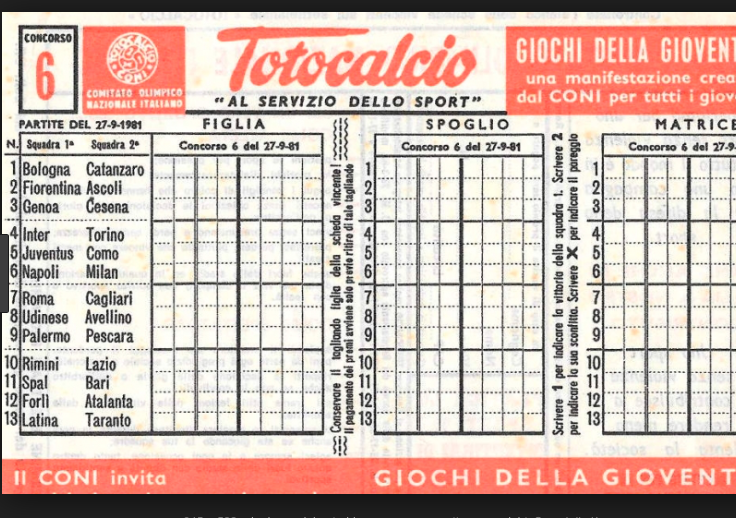 CONCORSO
6
TOTOCALCIO
CONI
COMITATO OLIMPICO
NAZIONALE ITALIANO
Totocalcio
"AL SERVIZIO DELLO SPORT"
GIOCHI DELLA GIOVENT
una manifestazione crea
dal CONI per tutti i giov
PARTITE DEL 27-9-1981
FIGLIA
SPOGLIO
MATRICE
N. Squadra 1ª Squadra 2ª
Concorso 6 del 27-9-81
Concorso 6 del 27-9-81
Concorso 6 del 27-9-8
1 Bologna Catanzaro
2 Fiorentina Ascoli
3 Genoa Cesena
4 Inter Torino
5 Juventus Como
6 Napoli Milan
7 Roma Cagliari
8 Udinese Avellino
9 Palermo Pescara
10 Rimini Lazio
11 Spal Bari
12 Forlì Atalanta
13 Latina Taranto
Conservare il tagliando figlia della scheda vincente
Il pagamento dei premi avviene solo previo ritiro di tale tagliando
1
2
3
4
5
6
7
8
9
10
11
12
13
Scrivere 1 per indicare la vittoria della squadra 1. Scrivere 2
per indicare la sua sconfitta. Scrivere X per indicare il pareggio
1
2
3
4
5
6
7
8
9
10
11
12
13
Il CONI invita
GIOCHI DELLA GIOVENT